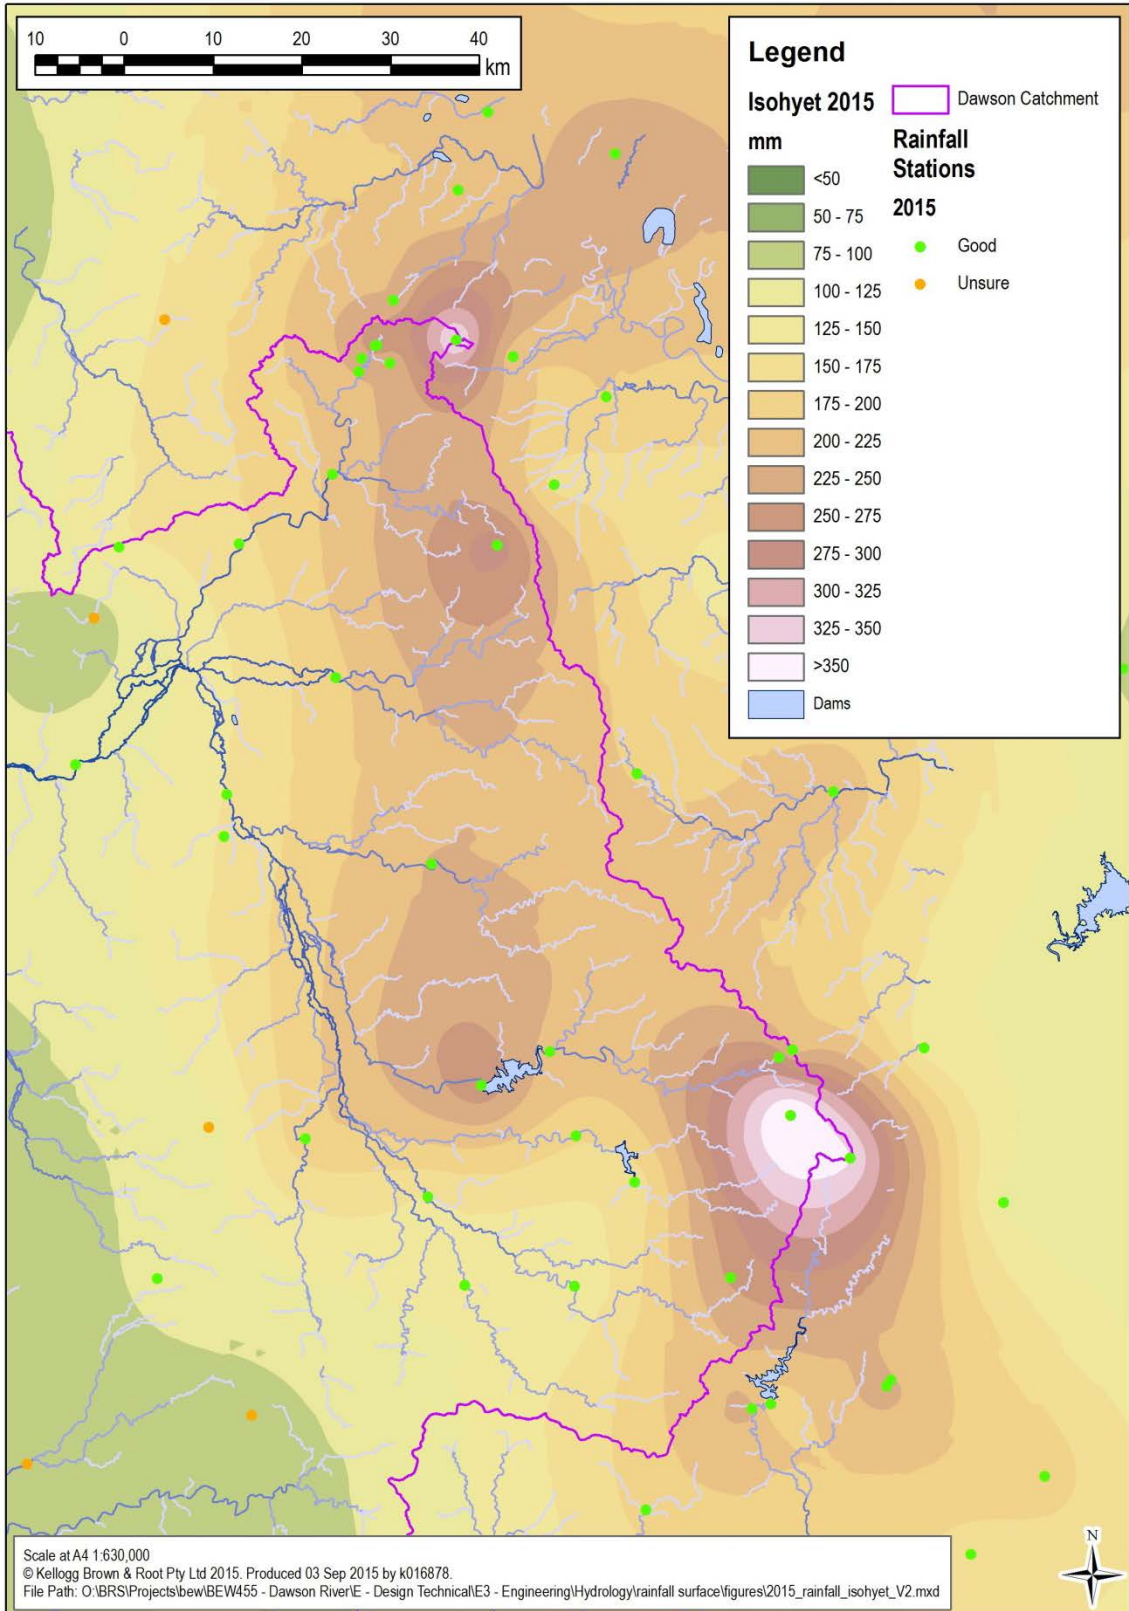 10 0 10 20 30 40
km
Legend
Isohyet 2015
mm
<50
50 - 75
75 - 100
100 - 125
125 - 150
150 - 175
175 - 200
200 - 225
225 - 250
250 - 275
275 - 300
300 - 325
325 - 350
>350
Dams
Dawson Catchment
Rainfall
Stations
2015
Good
Unsure
Scale at A4 1:630,000
© Kellogg Brown & Root Pty Ltd 2015. Produced 03 Sep 2015 by k016878.
File Path: O:\BRS\Projects\bew\BEW455 - Dawson River\E - Design Technical\E3 - Engineering\Hydrology\rainfall surface\figures\2015_rainfall_isohyet_V2.mxd
N